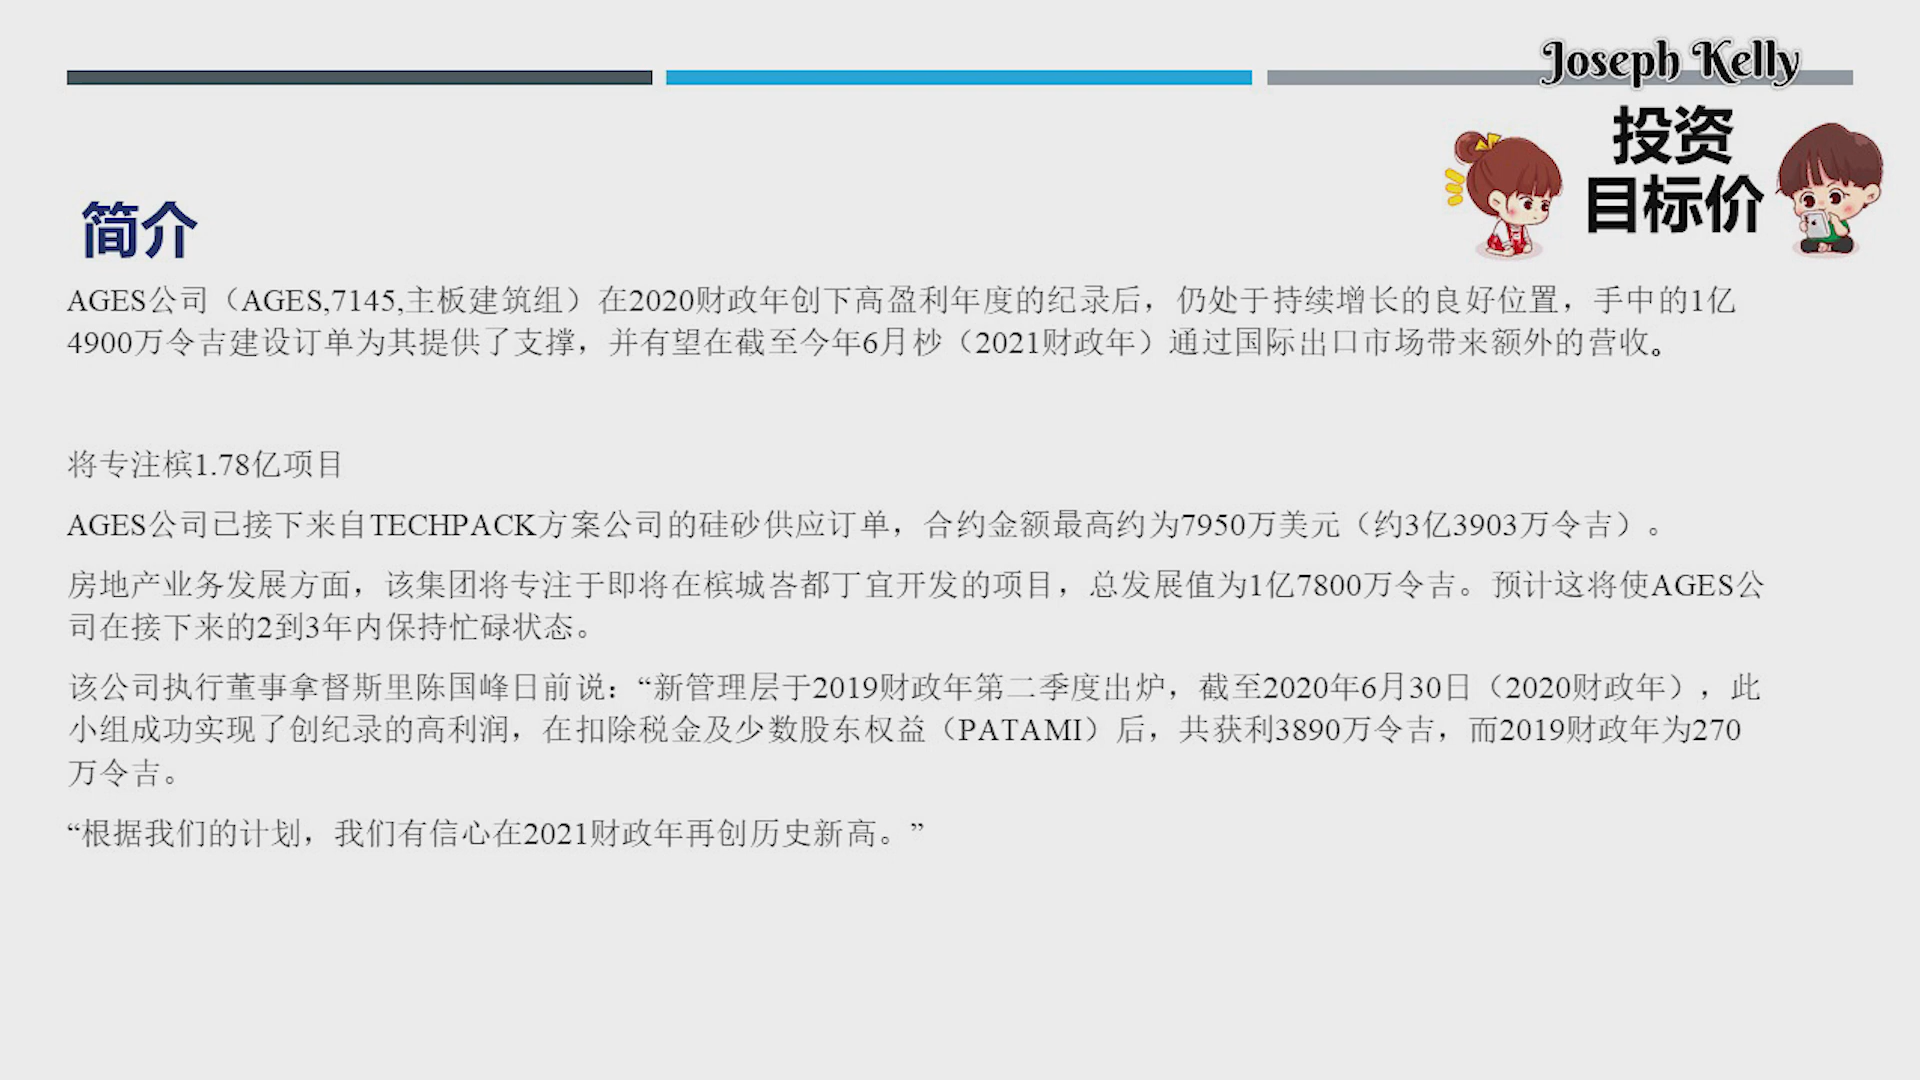 Joseph Kelly
投资
目标价
简介
AGES公司（AGES,7145,主板建筑组）在2020财政年创下高盈利年度的纪录后，仍处于持续增长的良好位置，手中的1亿
4900万令吉建设订单为其提供了支撑，并有望在截至今年6月杪（2021财政年）通过国际出口市场带来额外的营收。
将专注槟1.78亿项目
AGES公司已接下来自TECHPACK方案公司的硅砂供应订单，合约金额最高约为7950万美元（约3亿3903万令吉）。
房地产业务发展方面，该集团将专注于即将在槟城峇都丁宜开发的项目，总发展值为1亿7800万令吉。预计这将使AGES公
司在接下来的2到3年内保持忙碌状态。
该公司执行董事拿督斯里陈国峰日前说：“新管理层于2019财政年第二季度出炉，截至2020年6月30日（2020财政年），此
小组成功实现了创纪录的高利润，在扣除税金及少数股东权益（PATAMI）后，共获利3890万令吉，而2019财政年为270
万令吉。
“根据我们的计划，我们有信心在2021财政年再创历史新高。”